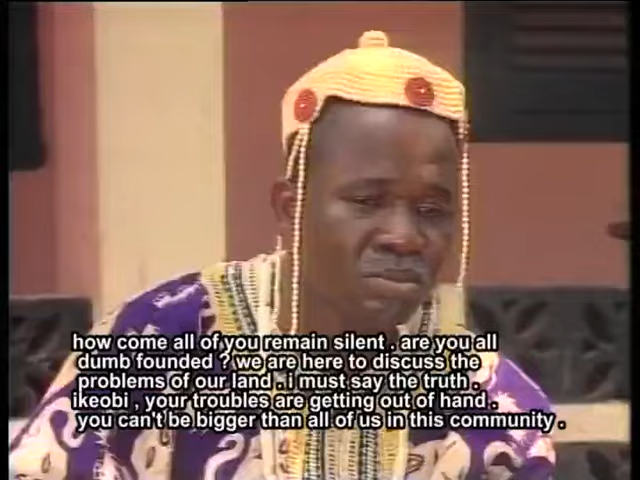 how come all of you remain silent . are you all
dumb founded ? we are here to discuss the
problems of our land . i must say the truth .
ikeobi , your troubles are getting out of hand .
you can't be bigger than all of us in this community .